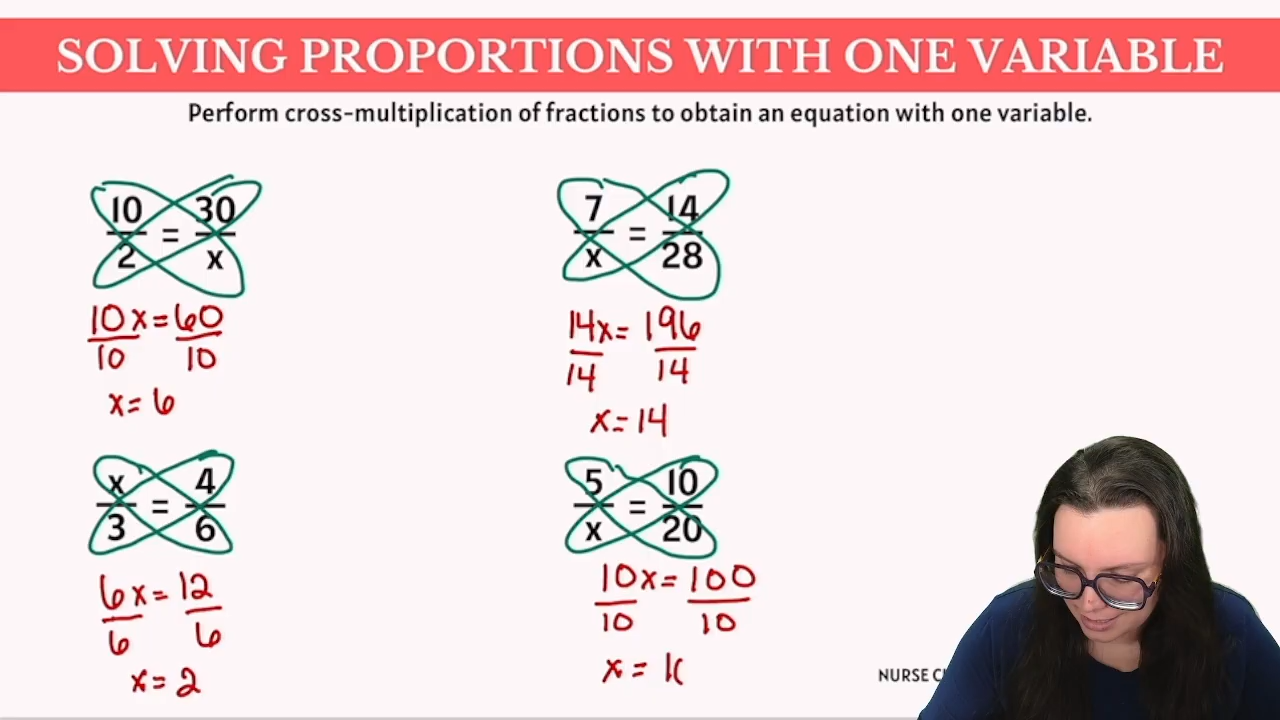 SOLVING PROPORTIONS WITH ONE VARIABLE
Perform cross-multiplication of fractions to obtain an equation with one variable.
10/2 = 30/x
10x = 60
10 10
x = 6
7/x = 14/28
14x = 196
14 14
x = 14
x/3 = 4/6
6x = 12
6 6
x = 2
5/x = 10/20
10x = 100
10 10
x =
NURSE